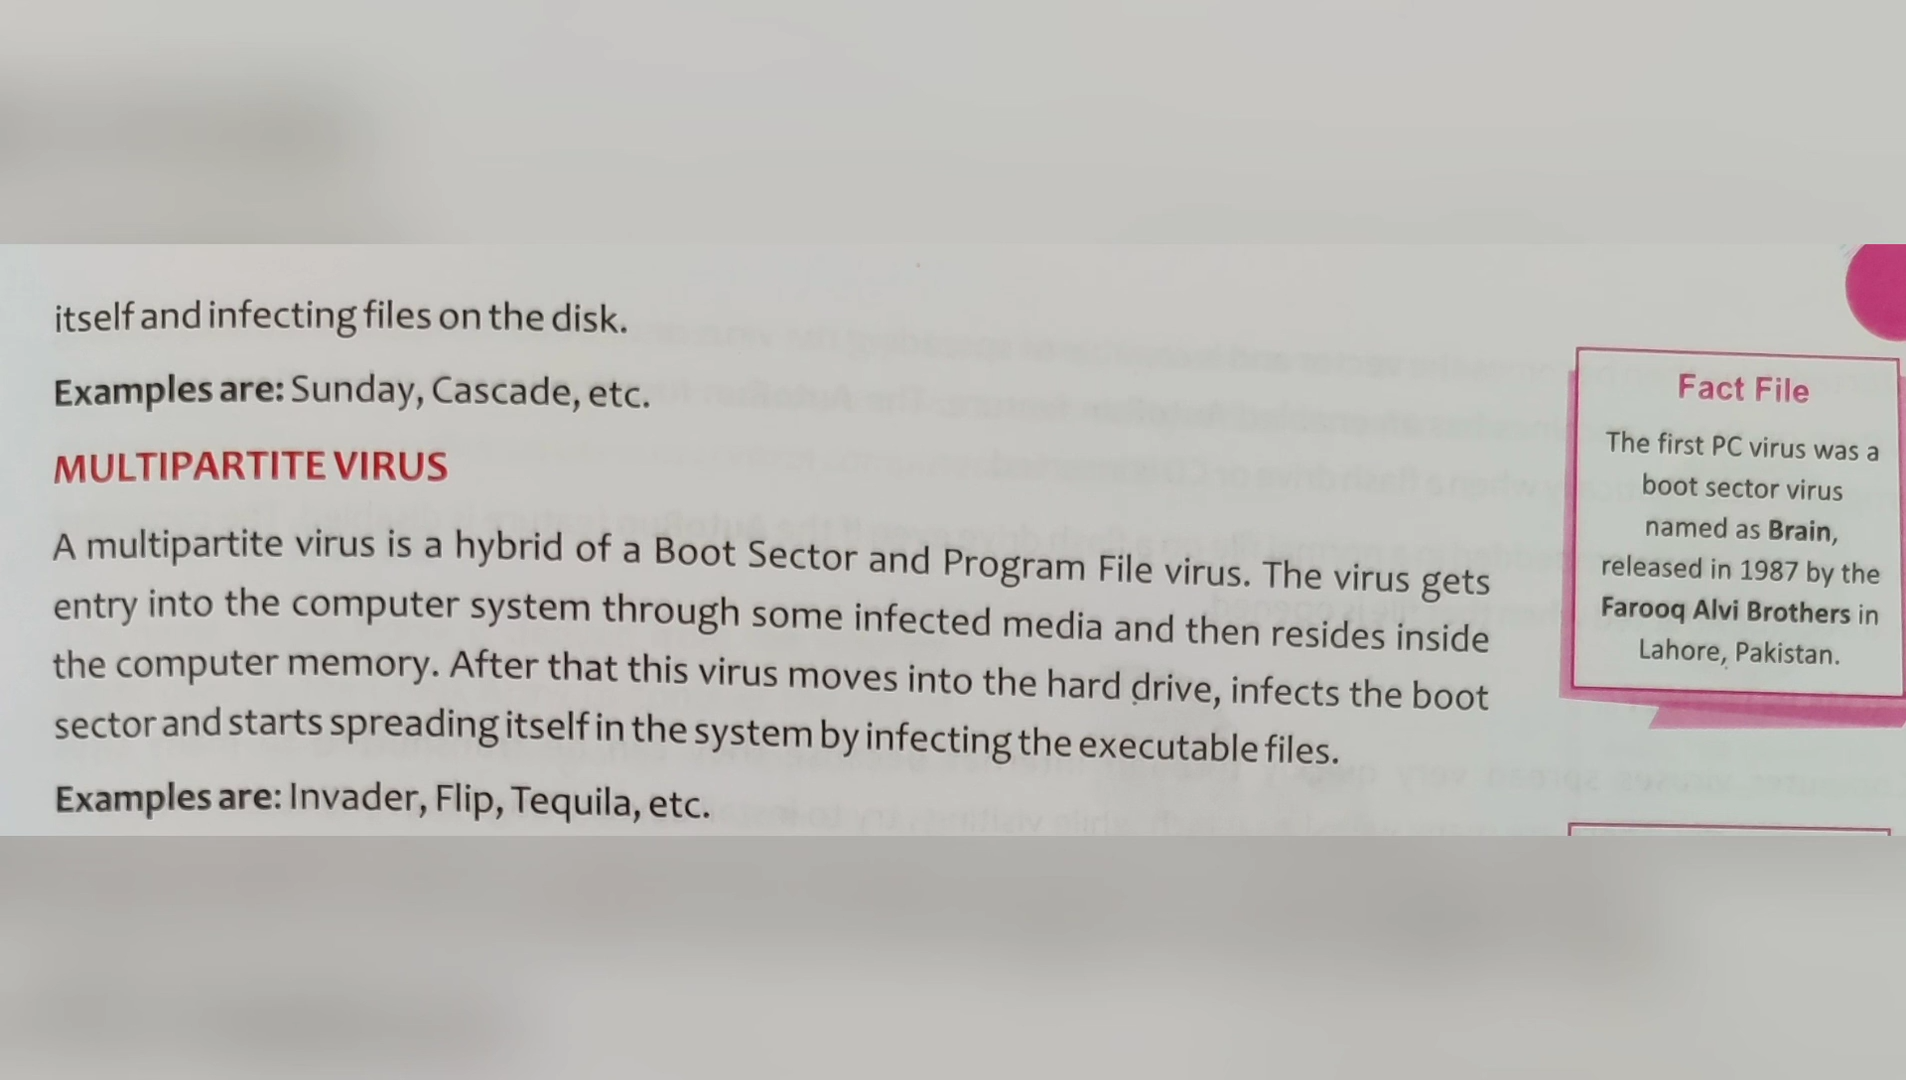 itself and infecting files on the disk.
Examples are: Sunday, Cascade, etc.
MULTIPARTITE VIRUS
A multipartite virus is a hybrid of a Boot Sector and Program File virus. The virus gets
entry into the computer system through some infected media and then resides inside
the computer memory. After that this virus moves into the hard drive, infects the boot
sector and starts spreading itself in the system by infecting the executable files.
Examples are: Invader, Flip, Tequila, etc.
Fact File
The first PC virus was a
boot sector virus
named as Brain,
released in 1987 by the
Farooq Alvi Brothers in
Lahore, Pakistan.